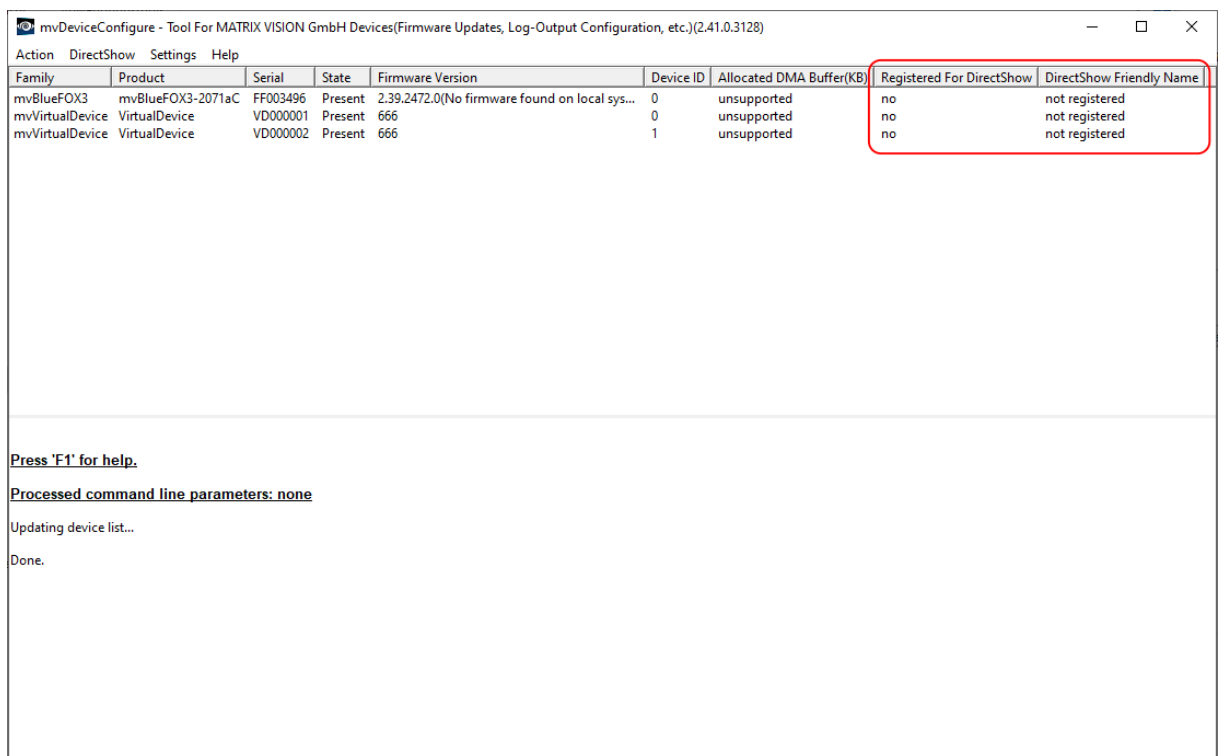 mvDeviceConfigure - Tool For MATRIX VISION GmbH Devices(Firmware Updates, Log-Output Configuration, etc.)(2.41.0.3128)
Action DirectShow Settings Help
Family Product Serial State Firmware Version Device ID Allocated DMA Buffer(KB) Registered For DirectShow DirectShow Friendly Name
mvBlueFOX3 mvBlueFOX3-2071aC FF003496 Present 2.39.2472.0(No firmware found on local sys... 0 unsupported no not registered
mvVirtualDevice VirtualDevice VD000001 Present 666 0 unsupported no not registered
mvVirtualDevice VirtualDevice VD000002 Present 666 1 unsupported no not registered
Press 'F1' for help.
Processed command line parameters: none
Updating device list...
Done.